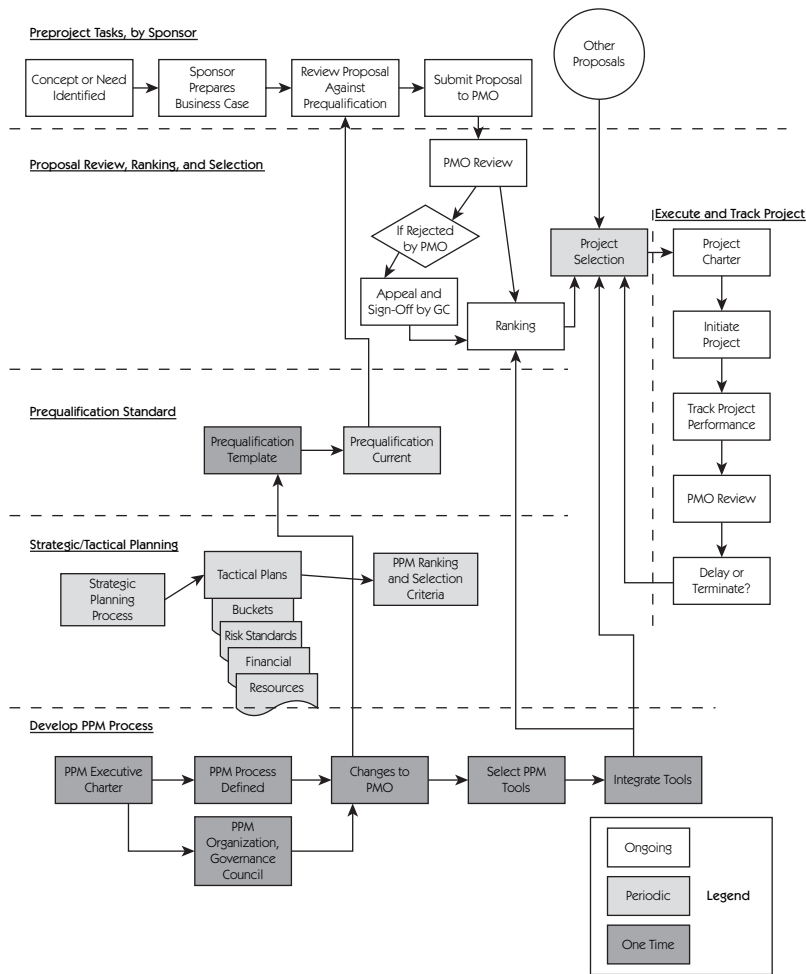 Preproject Tasks, by Sponsor
Other
Proposals
Concept or Need
Identified
Sponsor
Prepares
Business Case
Review Proposal
Against
Prequalification
Submit Proposal
to PMO
Proposal Review, Ranking, and Selection
PMO Review
If Rejected
by PMO
Appeal and
Sign-Off by GC
Ranking
Project
Selection
Execute and Track Project
Project
Charter
Initiate
Project
Track Project
Performance
PMO Review
Delay or
Terminate?
Prequalification Standard
Prequalification
Template
Prequalification
Current
Strategic/Tactical Planning
Strategic
Planning
Process
Tactical Plans
Buckets
Risk Standards
Financial
Resources
PPM Ranking
and Selection
Criteria
Develop PPM Process
PPM Executive
Charter
PPM Process
Defined
Changes to
PMO
Select PPM
Tools
Integrate Tools
PPM
Organization,
Governance
Council
Ongoing
Periodic
Legend
One Time